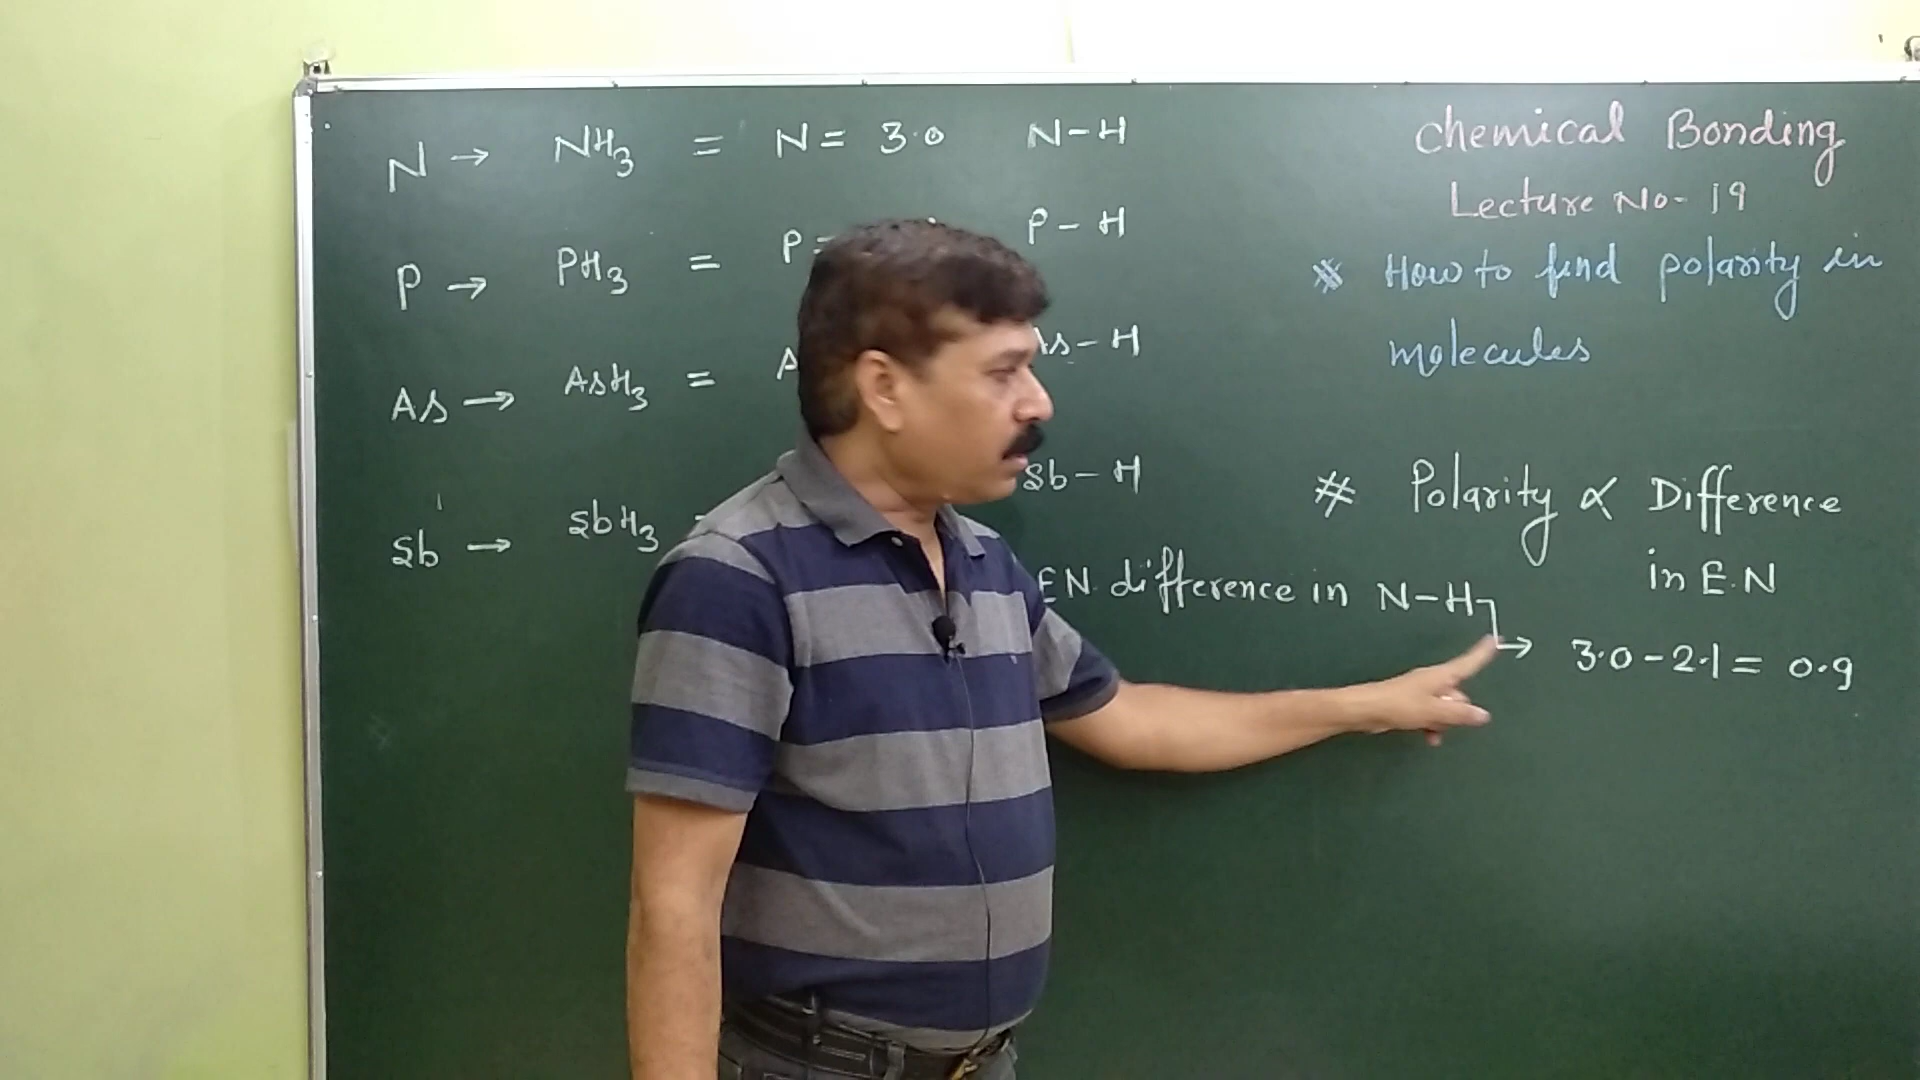 N → NH3 = N = 3.0 N-H
P → PH3 = P = P-H
As → AsH3 = A As-H
Sb → SbH3 = Sb-H
Chemical Bonding
Lecture No-19
* How to find polarity in
molecules
# Polarity ∝ Difference
in E.N
EN. difference in N-H
→ 3.0-2.1 = 0.9